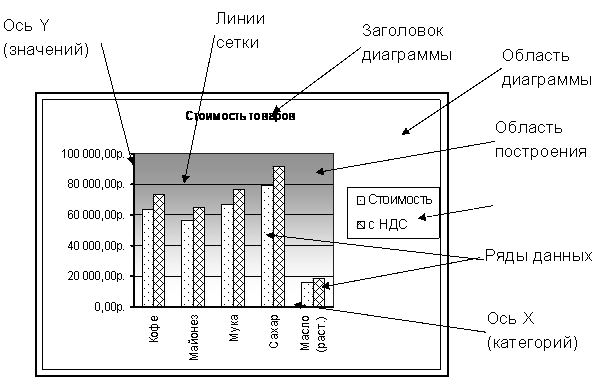 Ось Y
(значений)
Линии
сетки
Заголовок
диаграммы
Область
диаграммы
Область
построения
Стоимость товаров
100 000,00р.
80 000,00р.
60 000,00р.
40 000,00р.
20 000,00р.
0,00р.
Кофе
Майонез
Мука
Сахар
Масло
(раст.)
Стоимость
с НДС
Ряды данных
Ось X
(категорий)